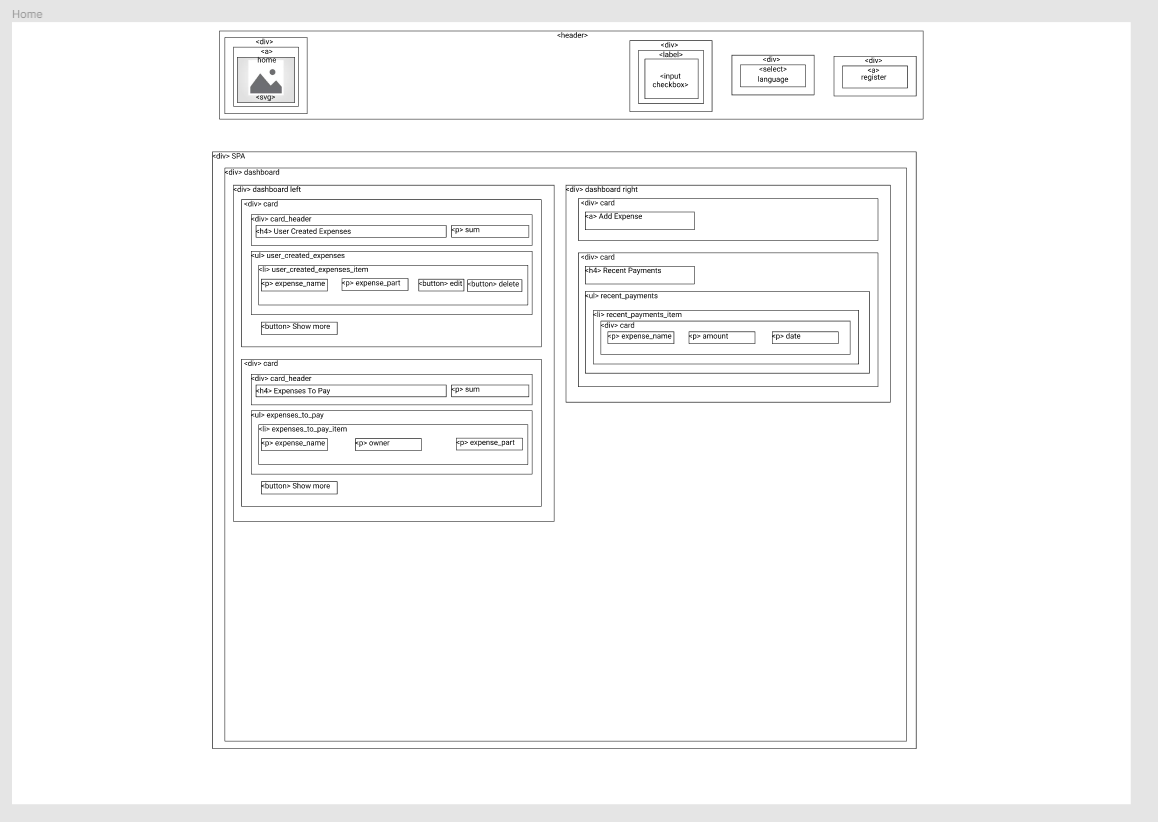 Home
<header>
<div>
<a>
home
<svg>
<div>
<label>
<input
checkbox>
<div>
<select>
language
<div>
<a>
register
<div> SPA
<div> dashboard
<div> dashboard left
<div> card
<div> card_header
<h4> User Created Expenses
<p> sum
<ul> user_created_expenses
<li> user_created_expenses_item
<p> expense_name
<p> expense_part
<button> edit
<button> delete
<button> Show more
<div> card
<div> card_header
<h4> Expenses To Pay
<p> sum
<ul> expenses_to_pay
<li> expenses_to_pay_item
<p> expense_name
<p> owner
<p> expense_part
<button> Show more
<div> dashboard right
<div> card
<a> Add Expense
<div> card
<h4> Recent Payments
<ul> recent_payments
<li> recent_payments_item
<div> card
<p> expense_name
<p> amount
<p> date